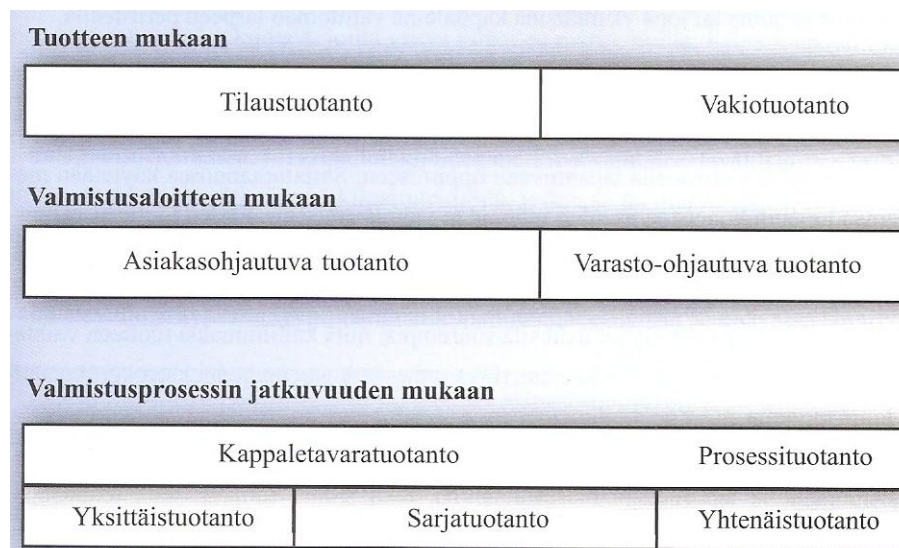 Tuotteen mukaan
Tilaustuotanto Vakiotuotanto
Valmistusaloitteen mukaan
Asiakasohjautuva tuotanto Varasto-ohjautuva tuotanto
Valmistusprosessin jatkuvuuden mukaan
Kappaletavaratuotanto Prosessituotanto
Yksittäistuotanto Sarjatuotanto Yhtenäistuotanto